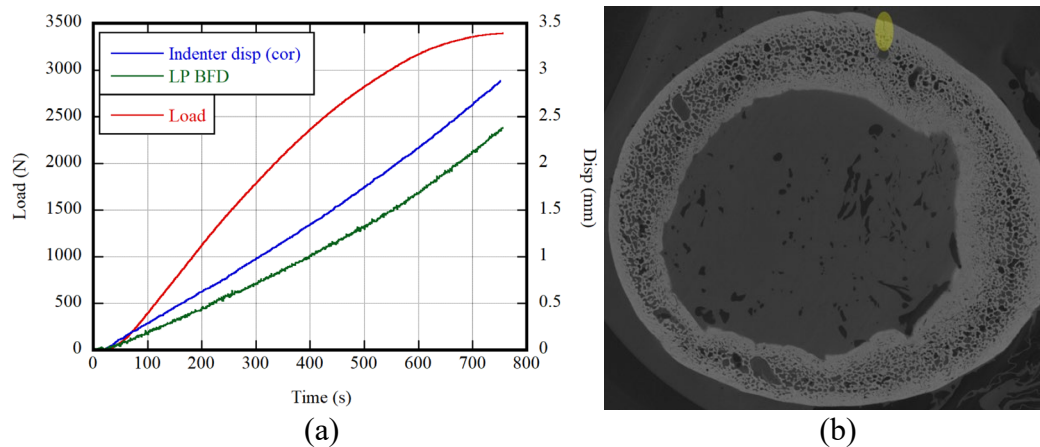 3500
3000
2500
2000
1500
1000
500
0
3.5
3
2.5
2
1.5
1
0.5
0
Indenter disp (cor)
LP BFD
Load
Load (N)
Disp (mm)
0 100 200 300 400 500 600 700 800
Time (s)
(a)
(b)